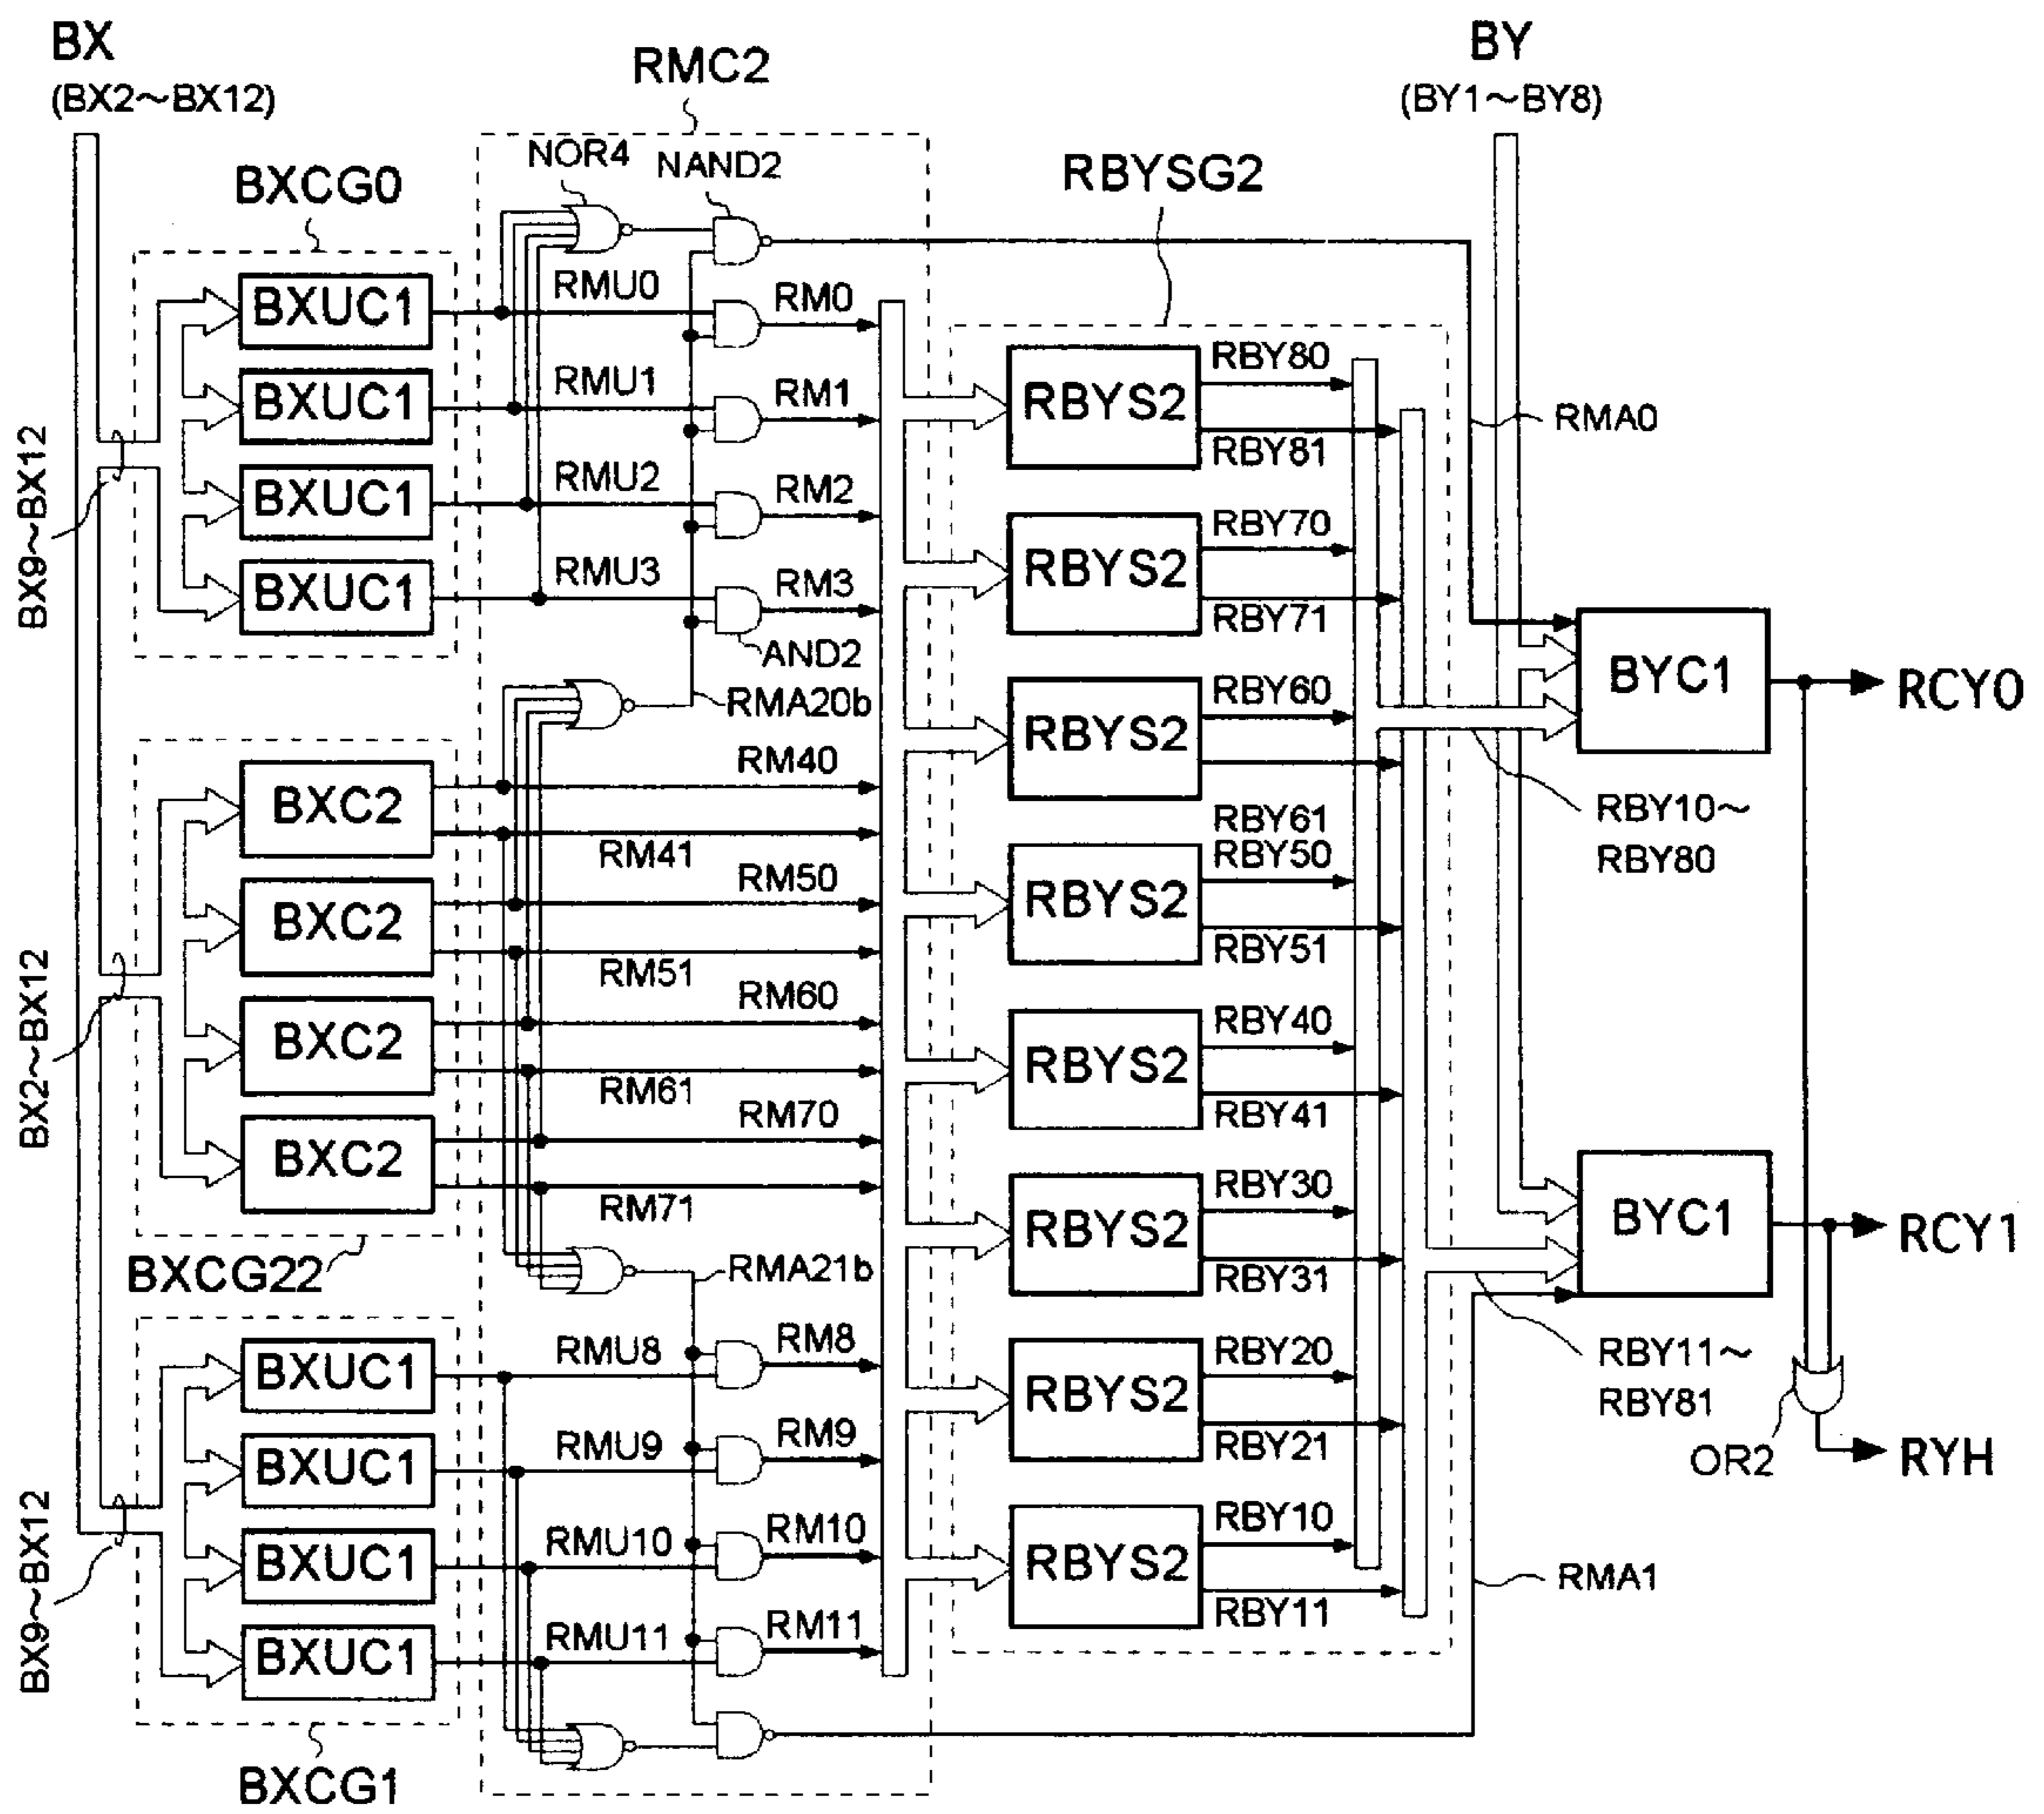 BX
(BX2～BX12)
RMC2
BY
(BY1～BY8)
NOR4
NAND2
BXCG0
RBYSG2
BXUC1
RMU0
RM0
BXUC1
RMU1
RM1
BXUC1
RMU2
RM2
BXUC1
RMU3
RM3
AND2
RMA20b
BX9～BX12
BXC2
RM40
RM41
BXC2
RM50
RM51
BXC2
RM60
RM61
BXC2
RM70
RM71
BX2～BX12
BXCG22
RMA21b
BXUC1
RMU8
RM8
BXUC1
RMU9
RM9
BXUC1
RMU10
RM10
BXUC1
RMU11
RM11
BX9～BX12
BXCG1
RBYS2
RBY80
RBY81
RBYS2
RBY70
RBY71
RBYS2
RBY60
RBY61
RBYS2
RBY50
RBY51
RBYS2
RBY40
RBY41
RBYS2
RBY30
RBY31
RBYS2
RBY20
RBY21
RBYS2
RBY10
RBY11
RMA0
BYC1
RCY0
RBY10～
RBY80
BYC1
RCY1
RBY11～
RBY81
OR2
RYH
RMA1